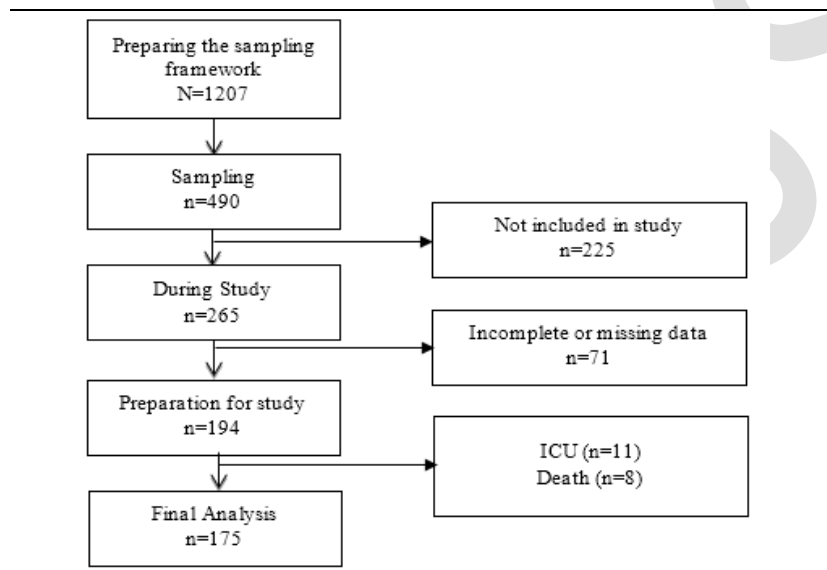 Preparing the sampling
framework
N=1207
Sampling
n=490
Not included in study
n=225
During Study
n=265
Incomplete or missing data
n=71
Preparation for study
n=194
ICU (n=11)
Death (n=8)
Final Analysis
n=175